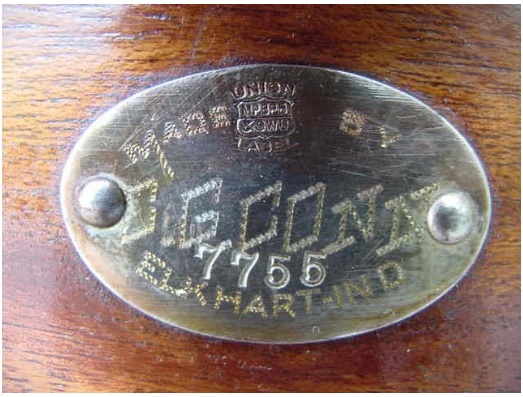 UNION
MADE BY
LABEL
C.G. CONN
7755
ELKHART-IND